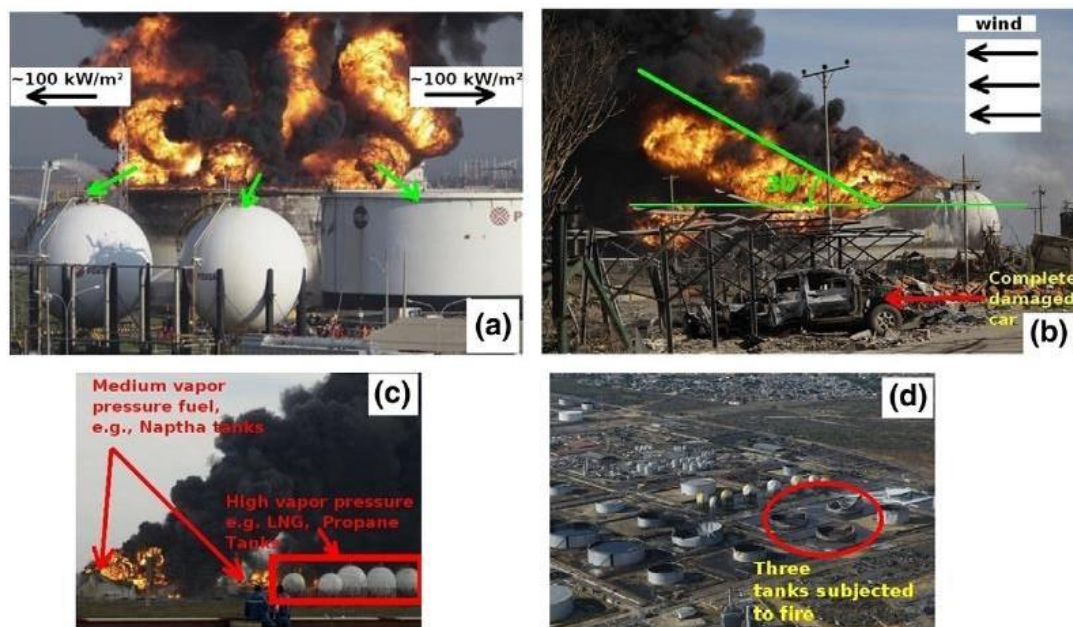 ~100 kW/m²
~100 kW/m²
(a)
wind
30°
Complete
damaged
car
(b)
Medium vapor
pressure fuel,
e.g., Naptha tanks
High vapor pressure
e.g. LNG, Propane
Tanks
(c)
(d)
Three
tanks subjected
to fire